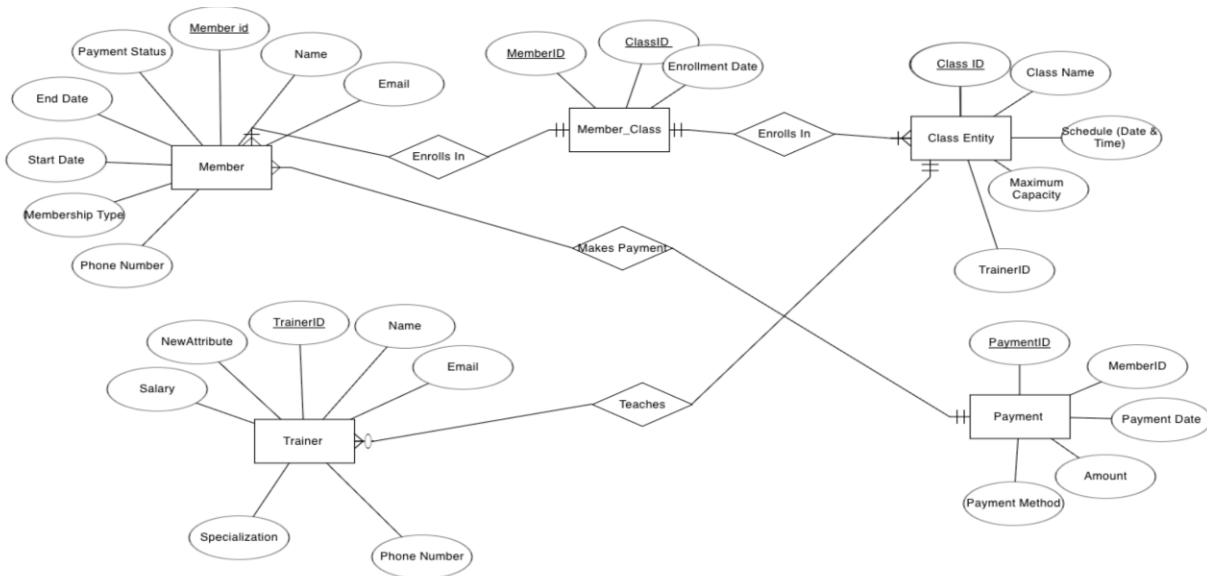 Member id
Payment Status
Name
Email
End Date
Start Date
Member
Membership Type
Phone Number
Enrolls In
MemberID
ClassID
Enrollment Date
Member_Class
Enrolls In
Class ID
Class Name
Class Entity
Schedule (Date &
Time)
Maximum
Capacity
TrainerID
Makes Payment
TrainerID
NewAttribute
Name
Email
Salary
Trainer
Teaches
Specialization
Phone Number
PaymentID
MemberID
Payment
Payment Date
Amount
Payment Method